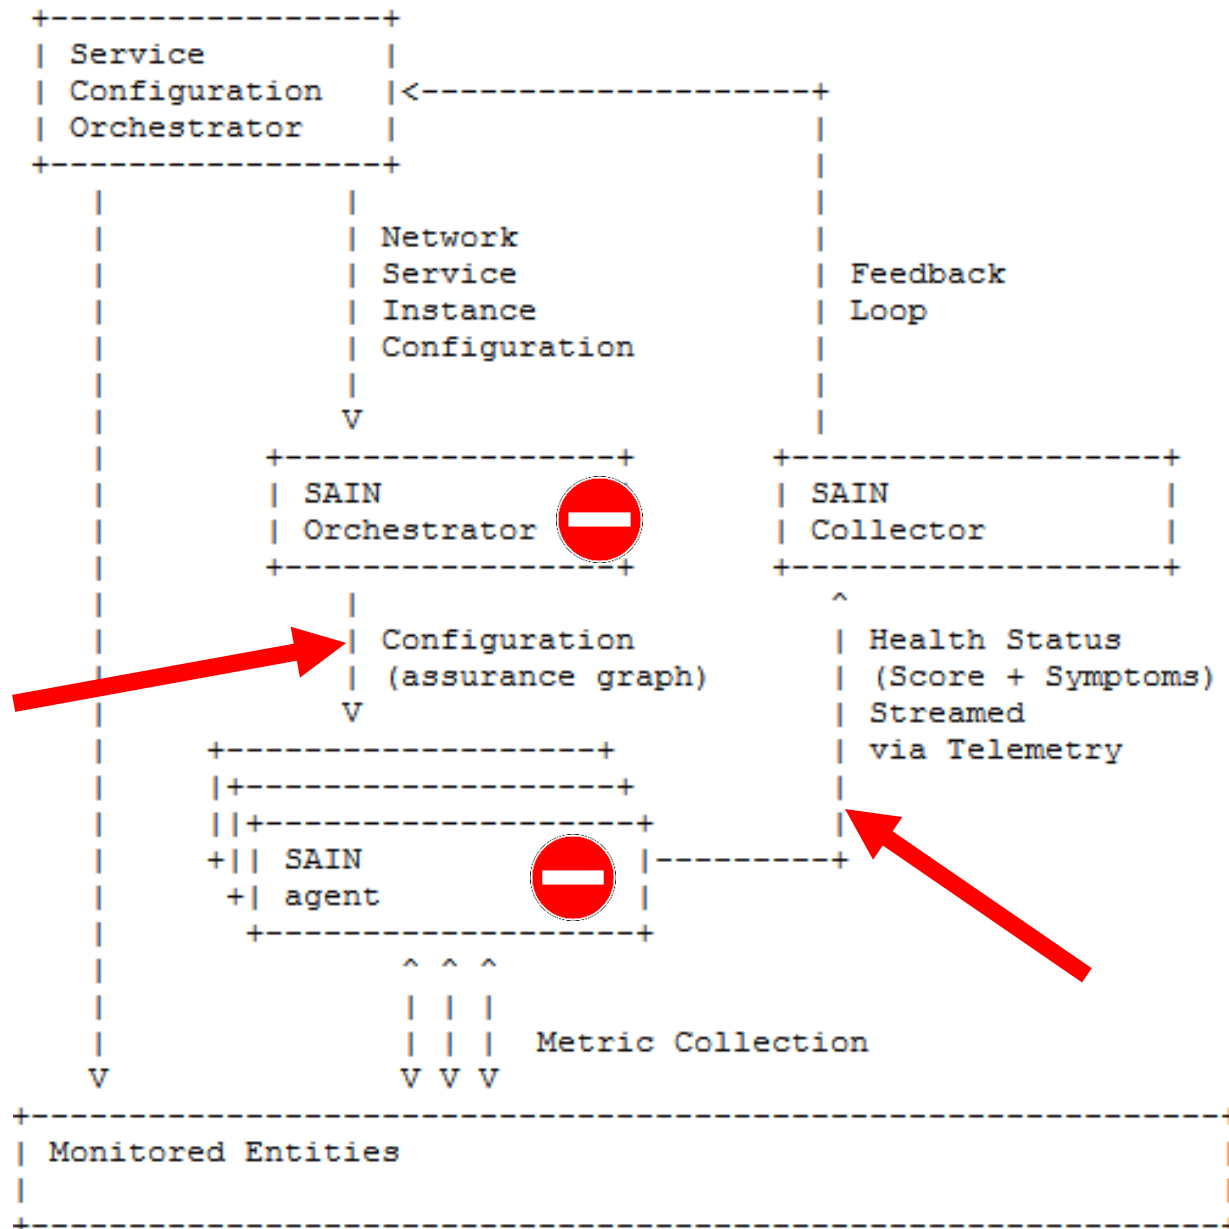 Service
Configuration
Orchestrator
Network
Service
Instance
Configuration
Feedback
Loop
SAIN
Orchestrator
SAIN
Collector
Configuration
(assurance graph)
Health Status
(Score + Symptoms)
Streamed
via Telemetry
SAIN
agent
Metric Collection
Monitored Entities